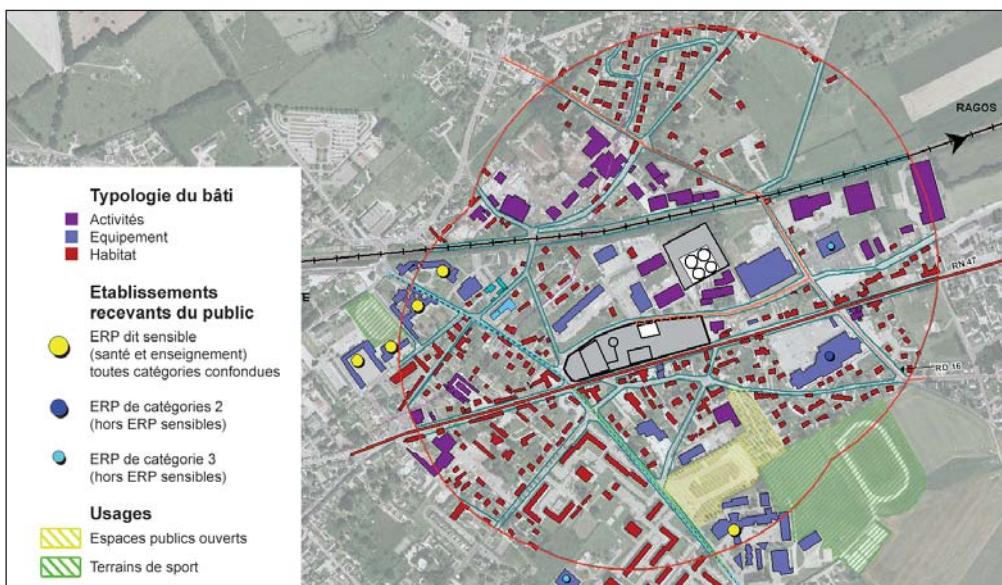 RAGOS
Typologie du bâti
Activités
Equipement
Habitat
Etablissements
recevants du public
ERP dit sensible
(santé et enseignement)
toutes catégories confondues
ERP de catégories 2
(hors ERP sensibles)
ERP de catégorie 3
(hors ERP sensibles)
Usages
Espaces publics ouverts
Terrains de sport
TE
RN 47
RD 16